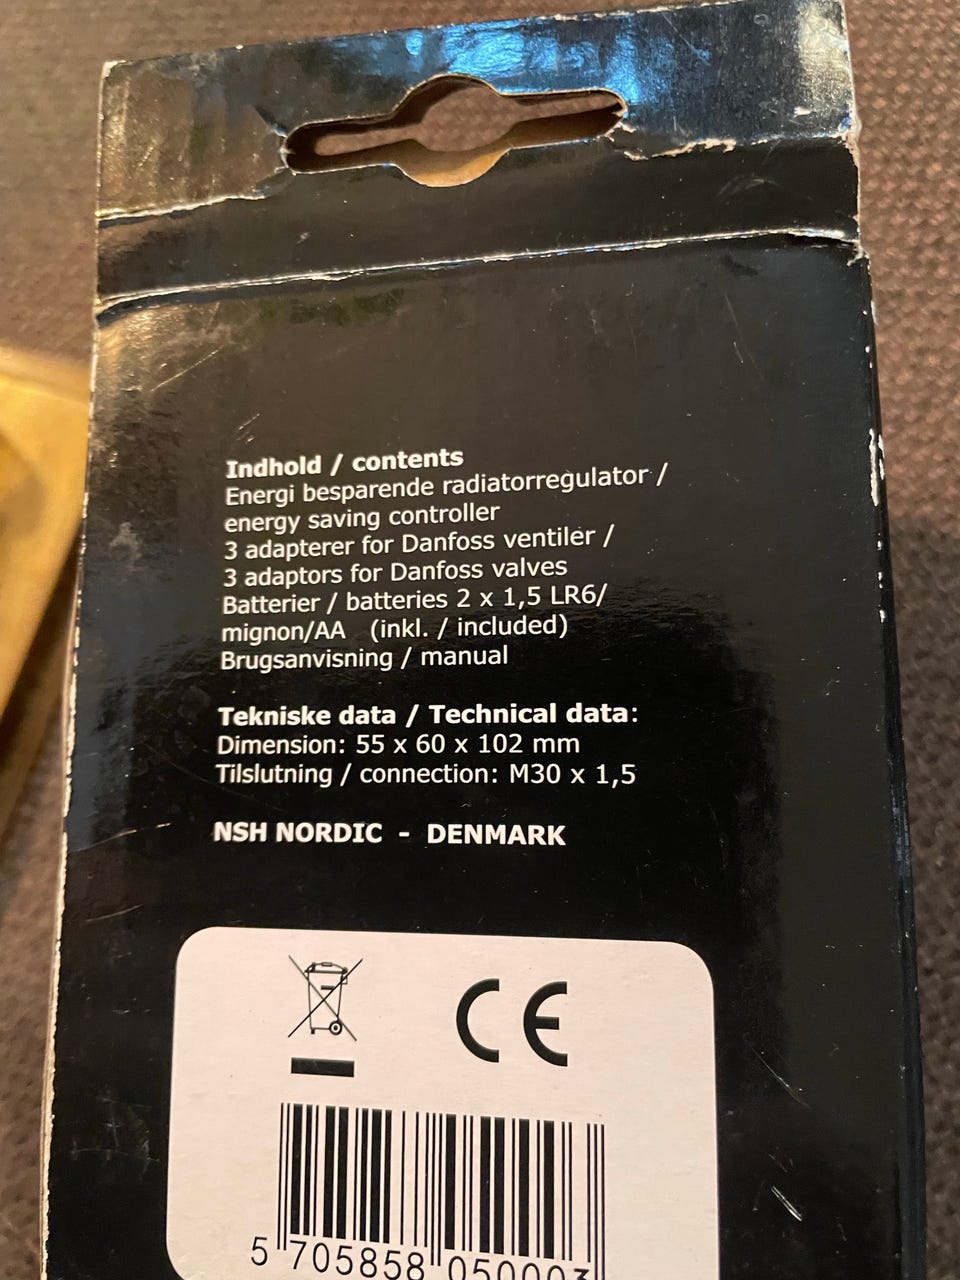 Indhold / contents
Energi besparende radiatorregulator /
energy saving controller
3 adapterer for Danfoss ventiler /
3 adaptors for Danfoss valves
Batterier / batteries 2 x 1,5 LR6/
mignon/AA (inkl. / included)
Brugsanvisning / manual
Tekniske data / Technical data:
Dimension: 55 x 60 x 102 mm
Tilslutning / connection: M30 x 1,5
NSH NORDIC - DENMARK
CE
5 705858 050003